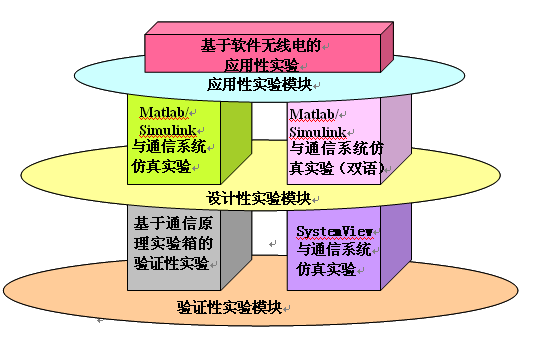 基于软件无线电的
应用性实验
应用性实验模块
Matlab/
Simulink
与通信系统
仿真实验
Matlab/
Simulink
与通信系统仿
真实验（双语）
设计性实验模块
基于通信原
理实验箱的
验证性实验
SystemView
与通信系统
仿真实验
验证性实验模块